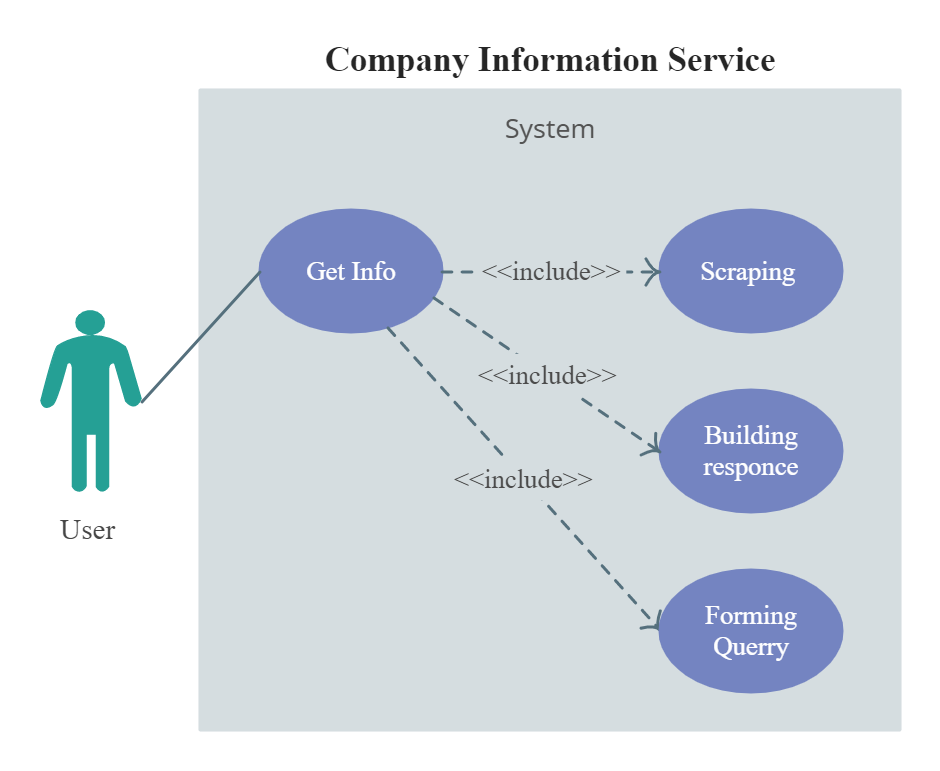 Company Information Service
System
Get Info
<<include>>
Scraping
<<include>>
Building
responce
<<include>>
Forming
Querry
User